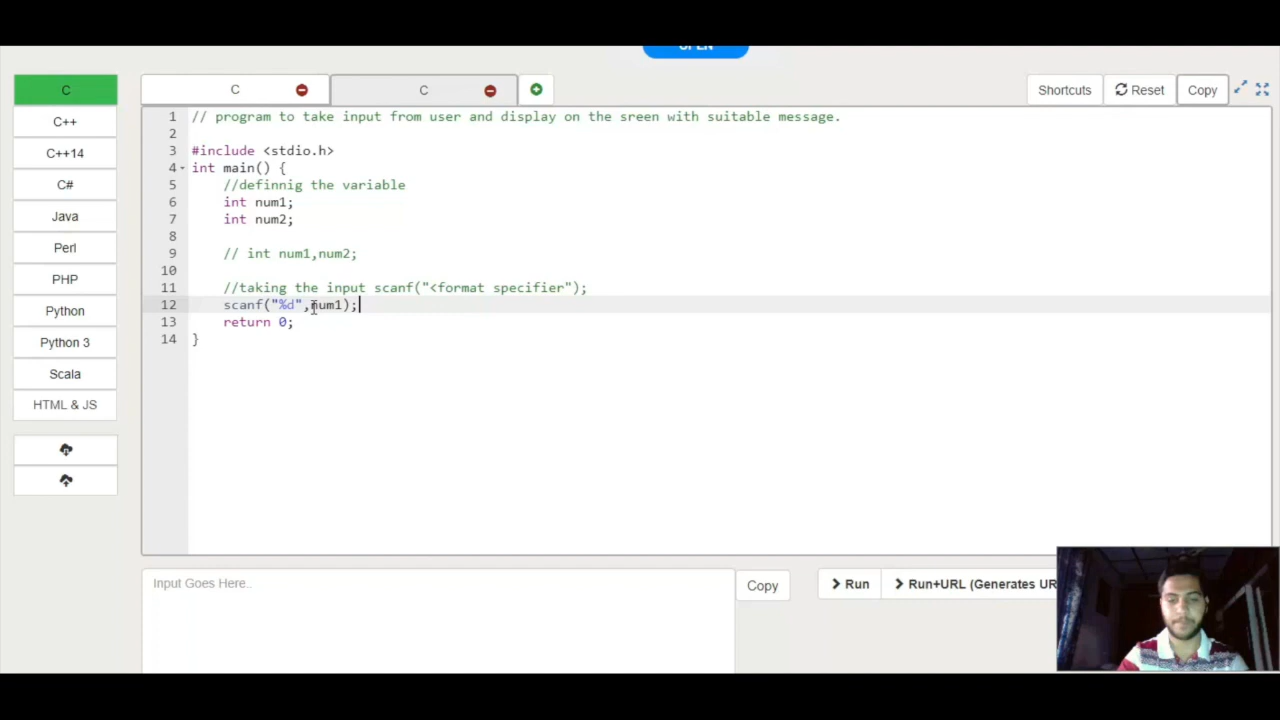 OPEN
C
C++
C++14
C#
Java
Perl
PHP
Python
Python 3
Scala
HTML & JS
C
C
Shortcuts
Reset
Copy
1 // program to take input from user and display on the sreen with suitable message.
2
3 #include <stdio.h>
4 int main() {
5 //definnig the variable
6 int num1;
7 int num2;
8
9 // int num1,num2;
10
11 //taking the input scanf("<format specifier");
12 scanf("%d",num1);
13 return 0;
14 }
Input Goes Here..
Copy
Run
Run+URL (Generates UR